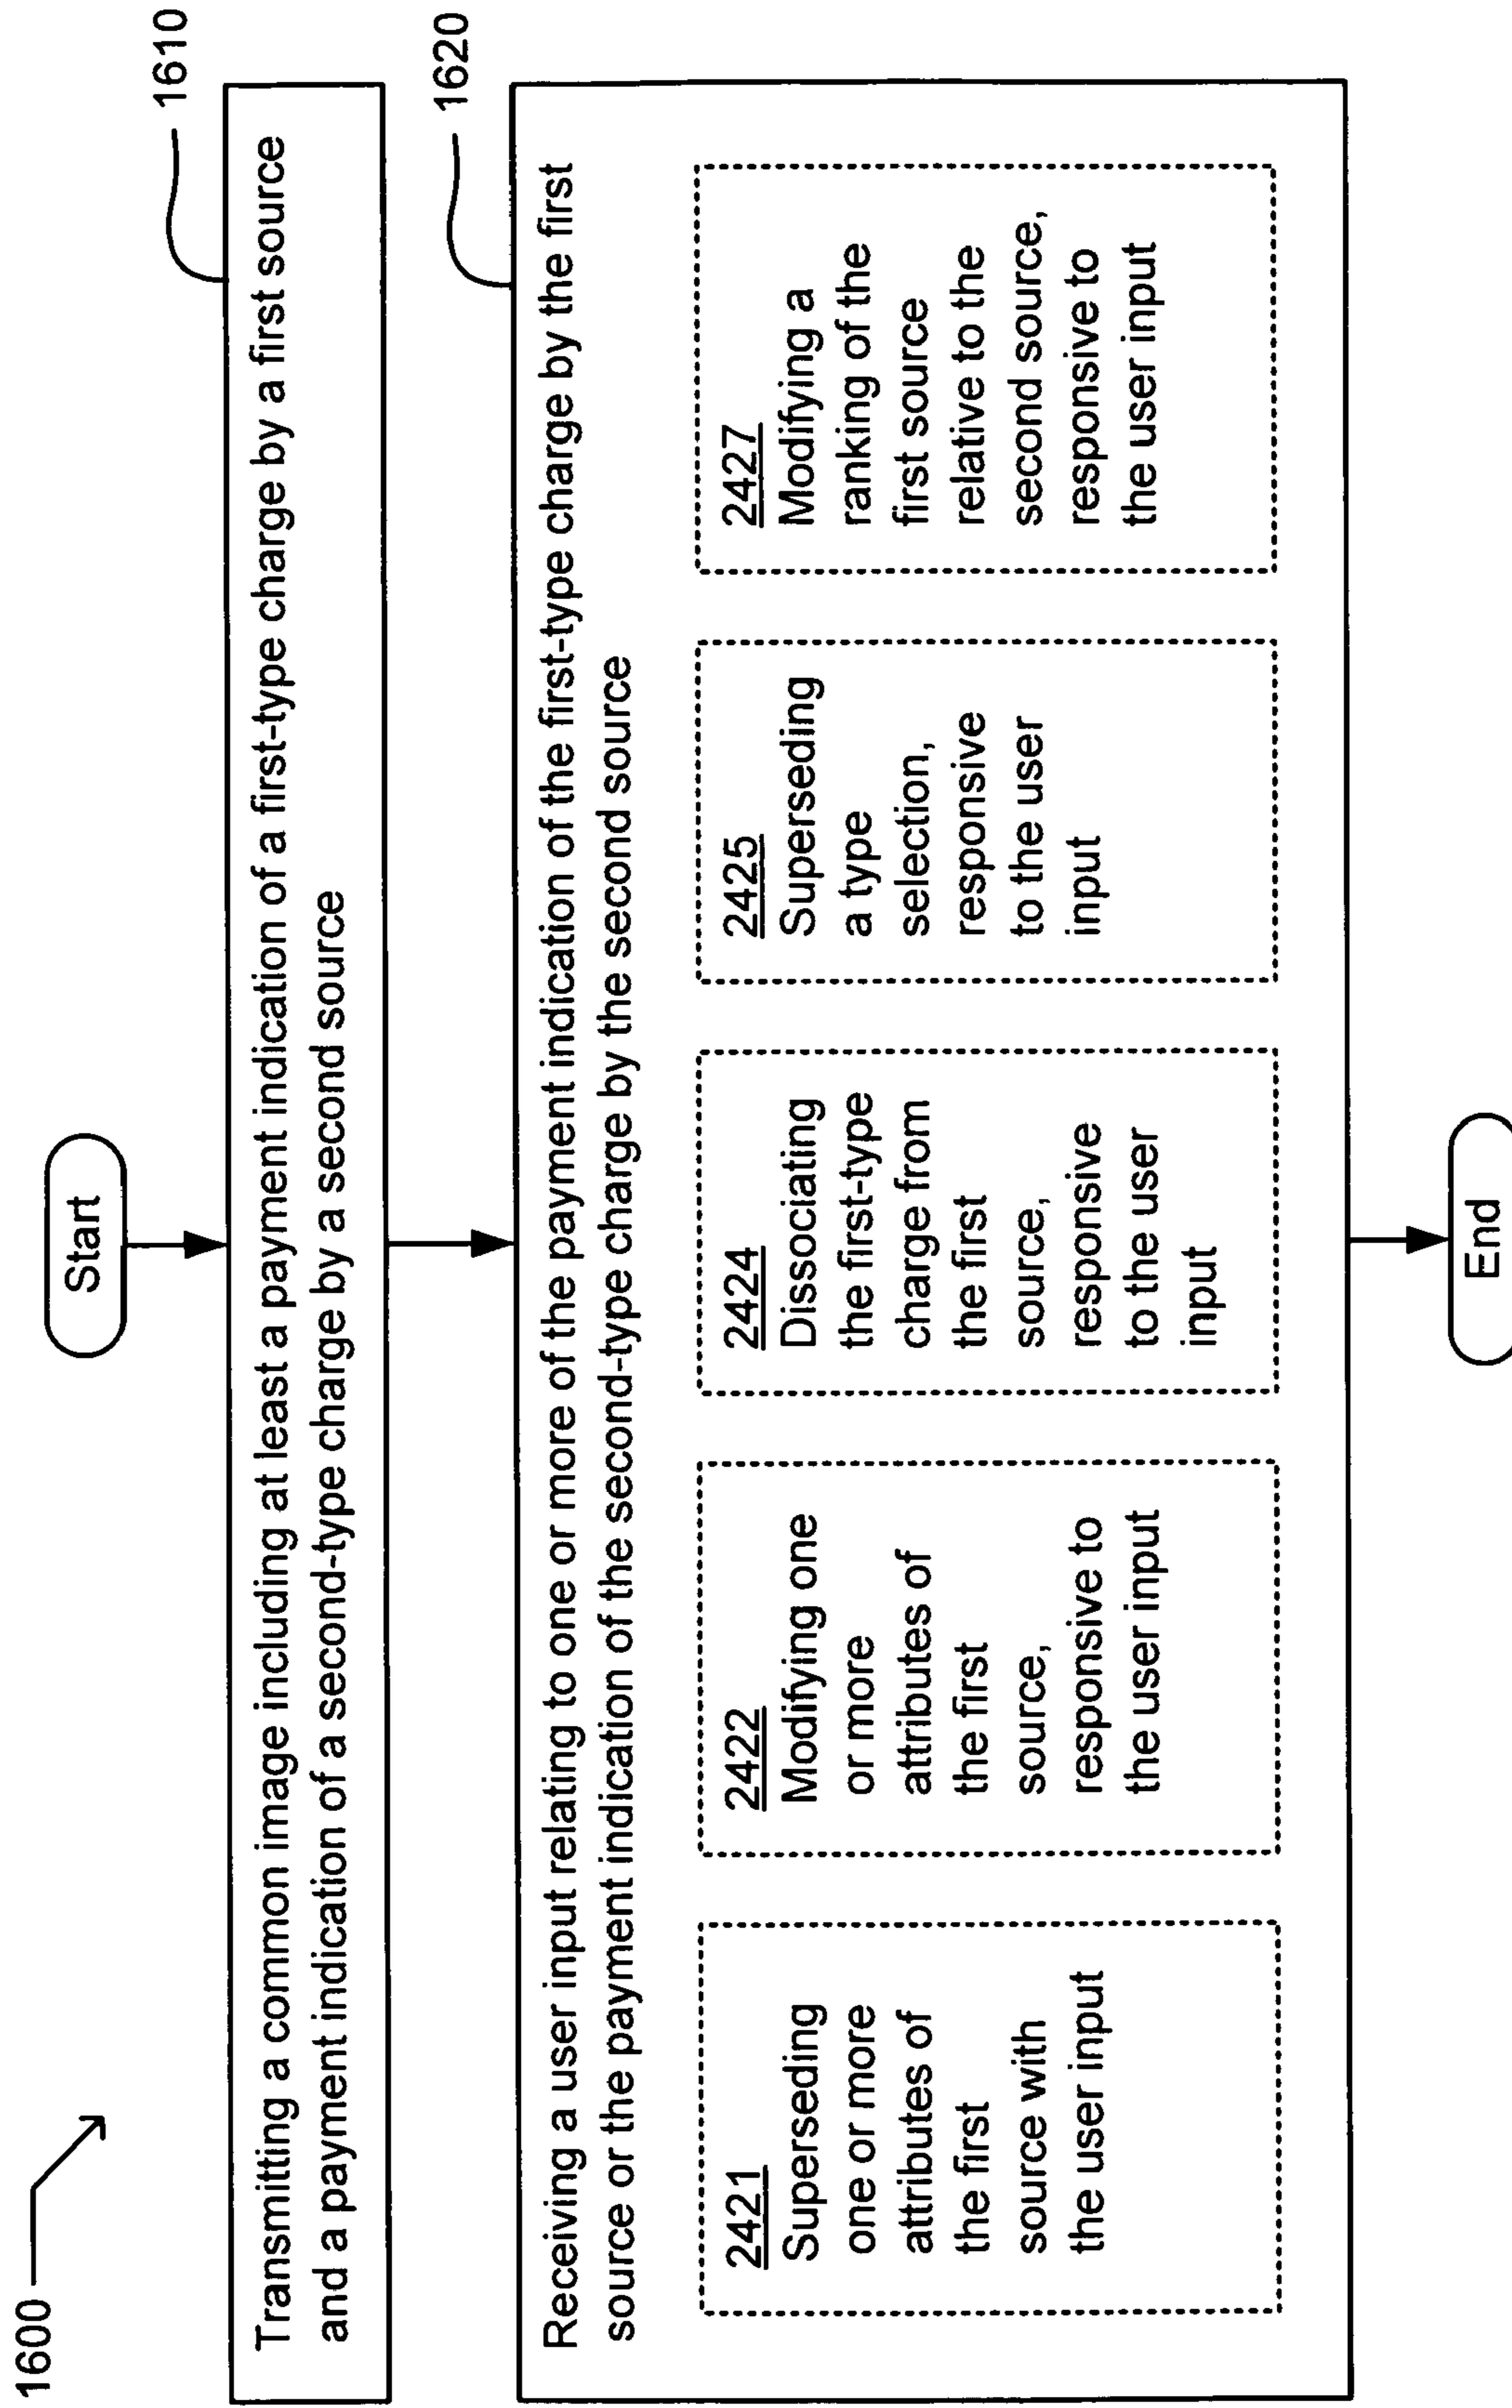 1600
Start
1610
Transmitting a common image including at least a payment indication of a first-type charge by a first source
and a payment indication of a second-type charge by a second source
1620
Receiving a user input relating to one or more of the payment indication of the first-type charge by the first
source or the payment indication of the second-type charge by the second source
2421
Superseding
one or more
attributes of
the first
source with
the user input
2422
Modifying one
or more
attributes of
the first
source,
responsive to
the user input
2424
Dissociating
the first-type
charge from
the first
source,
responsive
to the user
input
2425
Superseding
a type
selection,
responsive
to the user
input
2427
Modifying a
ranking of the
first source
relative to the
second source,
responsive to
the user input
End